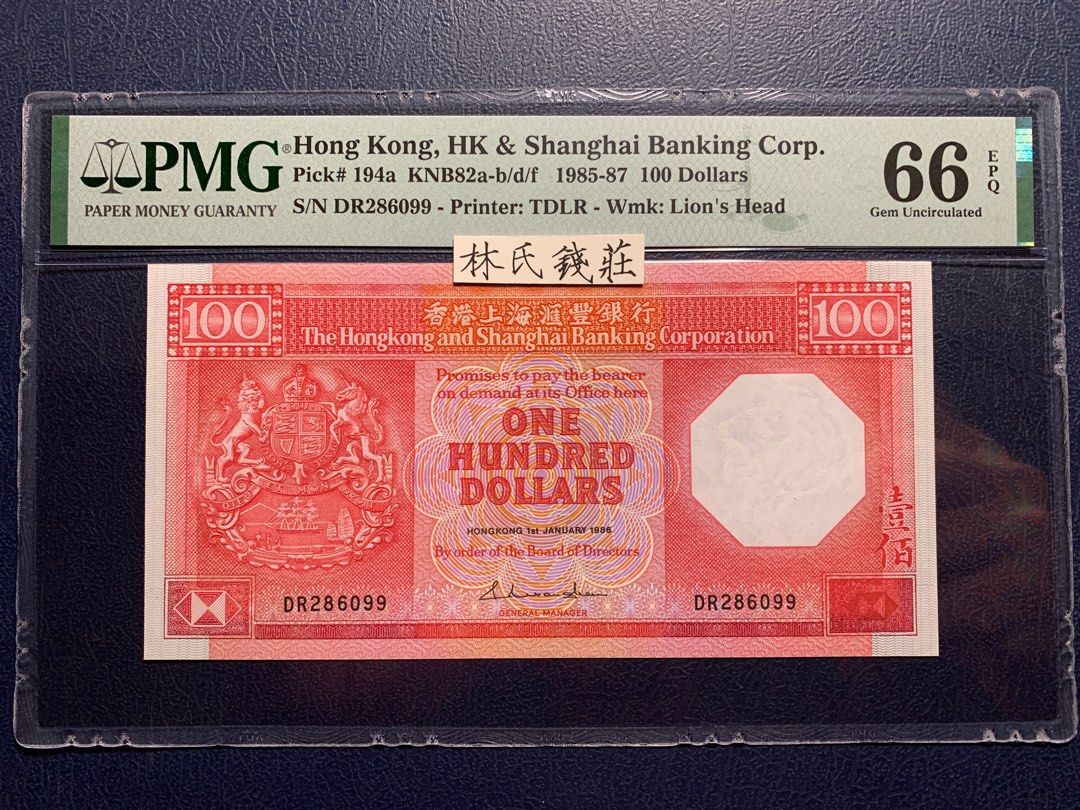 PMG®
PAPER MONEY GUARANTY
Hong Kong, HK & Shanghai Banking Corp.
Pick# 194a KNB82a-b/d/f 1985-87 100 Dollars
S/N DR286099 - Printer: TDLR - Wmk: Lion's Head
66
EPQ
Gem Uncirculated
林氏錢莊
100
香港上海滙豐銀行
100
The Hongkong and Shanghai Banking Corporation
Promises to pay the bearer
on demand at its Office here
ONE
HUNDRED
DOLLARS
HONGKONG 1st JANUARY 1986
By order of the Board of Directors
壹佰
DR286099
DR286099
GENERAL MANAGER